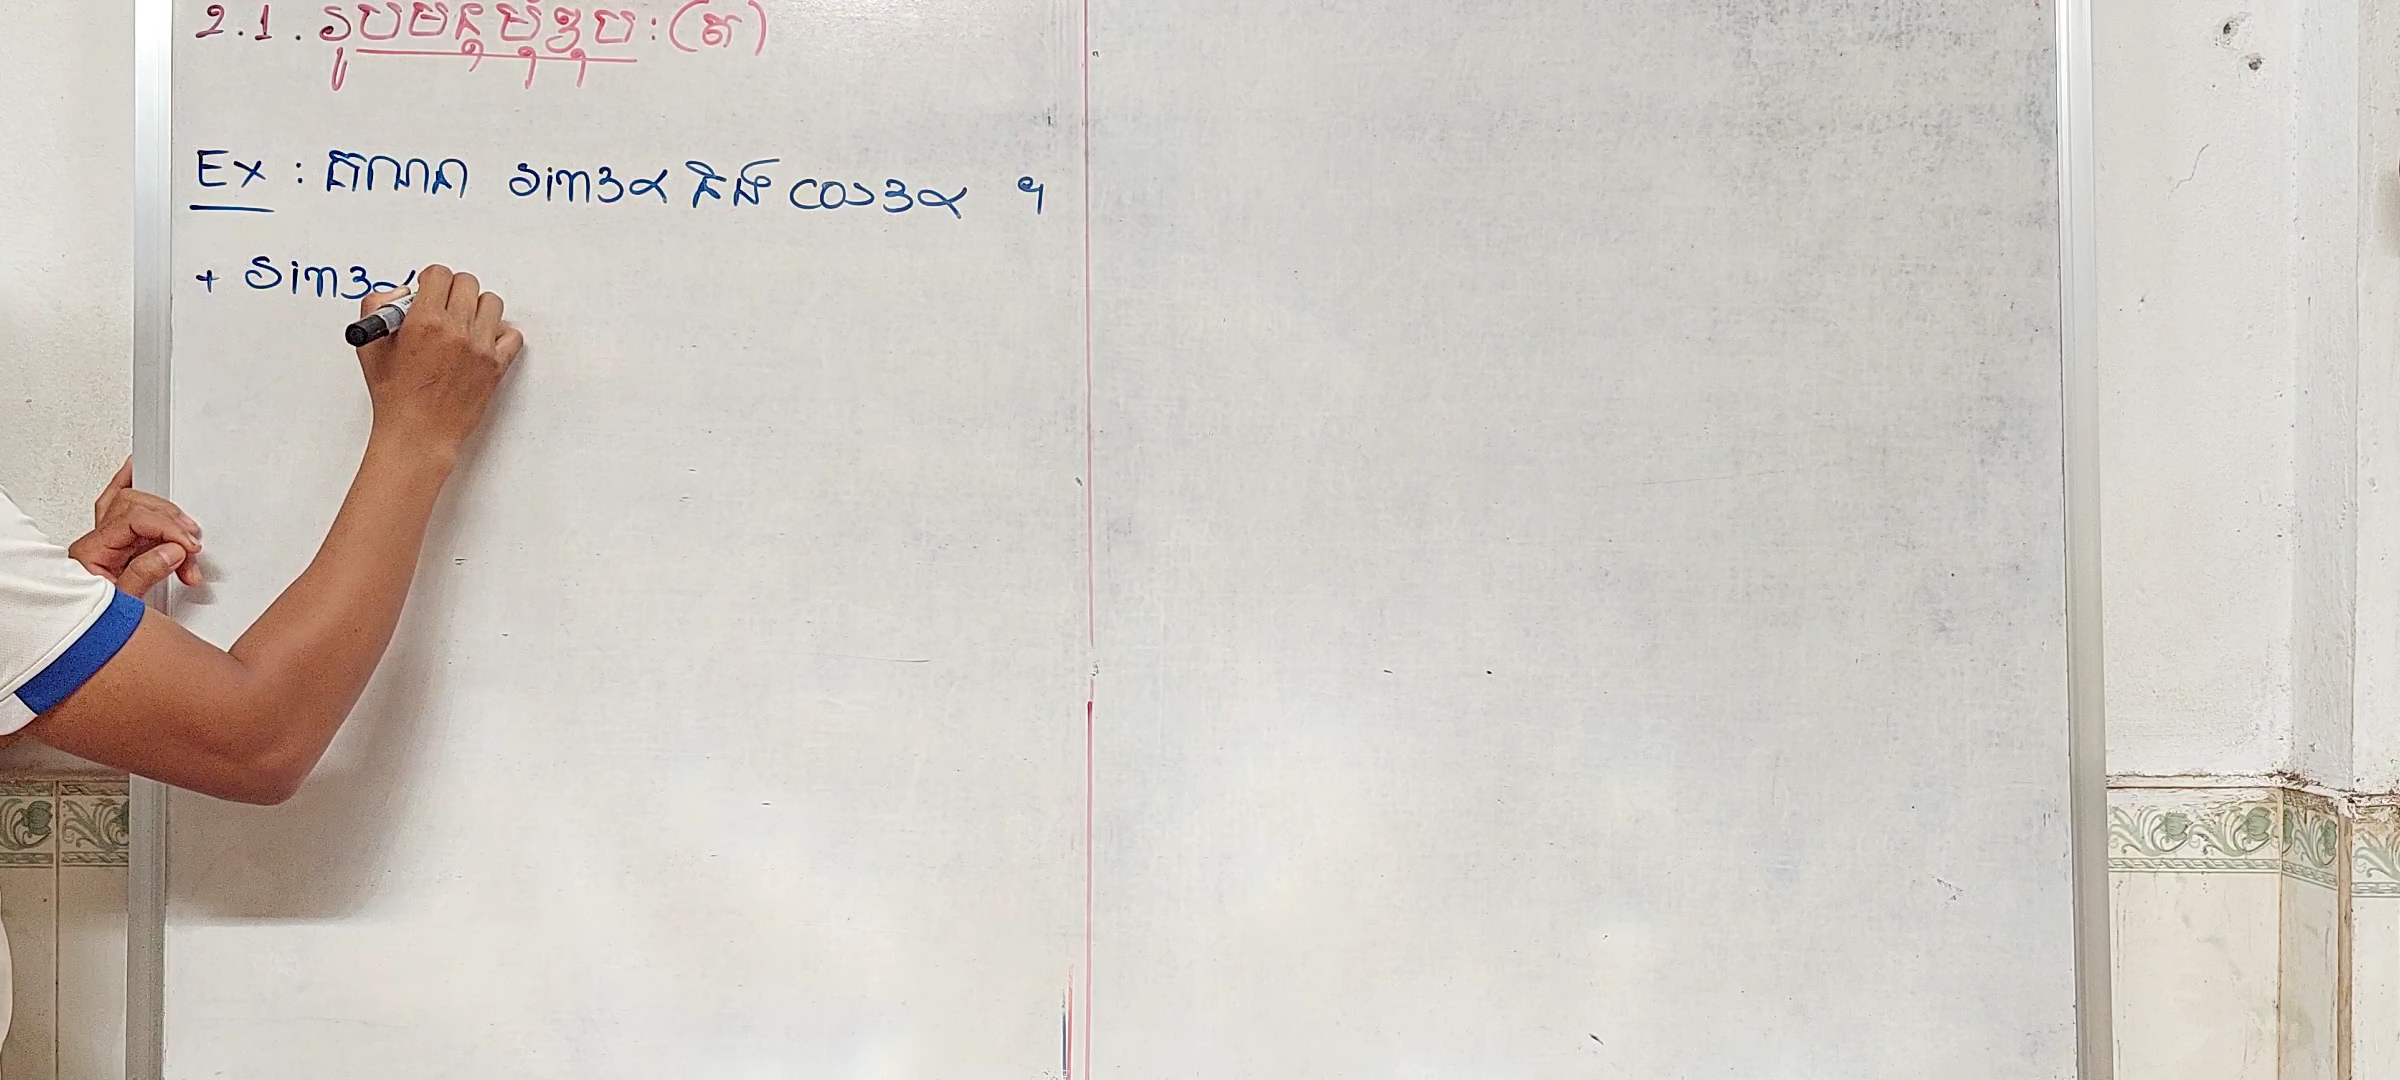 2.1. រូបមន្តមុំឌុប : (ត)
Ex : គណនា sin3α និង cos3α ។
+ sin3α